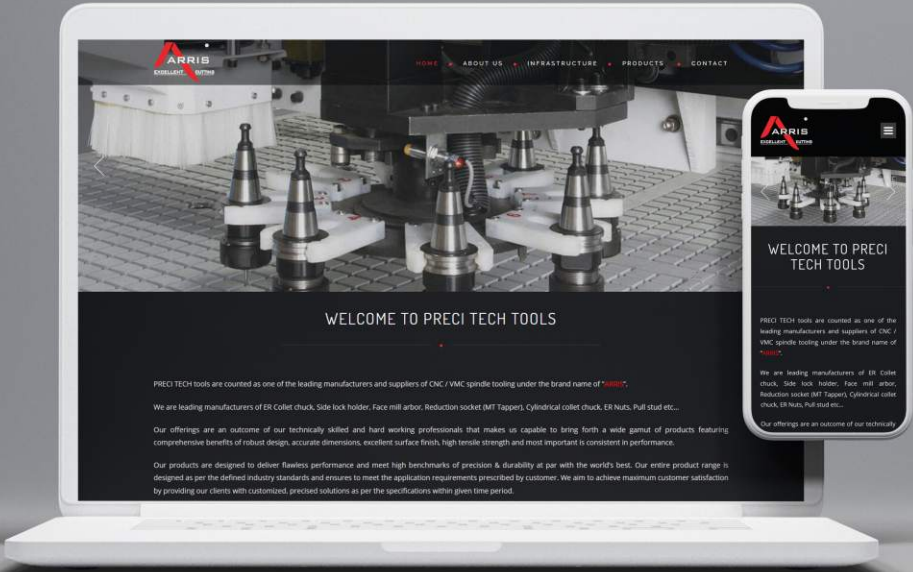 ARRIS
EXCELLENT CUTTING
HOME ABOUT US INFRASTRUCTURE PRODUCTS CONTACT
WELCOME TO PRECI TECH TOOLS
PRECI TECH tools are counted as one of the leading manufacturers and suppliers of CNC / VMC spindle tooling under the brand name of "ARRIS".
We are leading manufacturers of ER Collet chuck, Side lock holder, Face mill arbor, Reduction socket (MT Tapper), Cylindrical collet chuck, ER Nuts, Pull stud etc...
Our offerings are an outcome of our technically skilled and hard working professionals that makes us capable to bring forth a wide gamut of products featuring
comprehensive benefits of robust design, accurate dimensions, excellent surface finish, high tensile strength and most important is consistent in performance.
Our products are designed to deliver flawless performance and meet high benchmarks of precision & durability at par with the world's best. Our entire product range is
designed as per the defined industry standards and ensures to meet the application requirements prescribed by customer. We aim to achieve maximum customer satisfaction
by providing our clients with customized, precised solutions as per the specifications within given time period.
ARRIS
EXCELLENT CUTTING
WELCOME TO PRECI
TECH TOOLS
PRECI TECH tools are counted as one of the
leading manufacturers and suppliers of CNC /
VMC spindle tooling under the brand name of
"ARRIS".
We are leading manufacturers of ER Collet
chuck, Side lock holder, Face mill arbor,
Reduction socket (MT Tapper), Cylindrical collet
chuck, ER Nuts, Pull stud etc...
Our offerings are an outcome of our technically